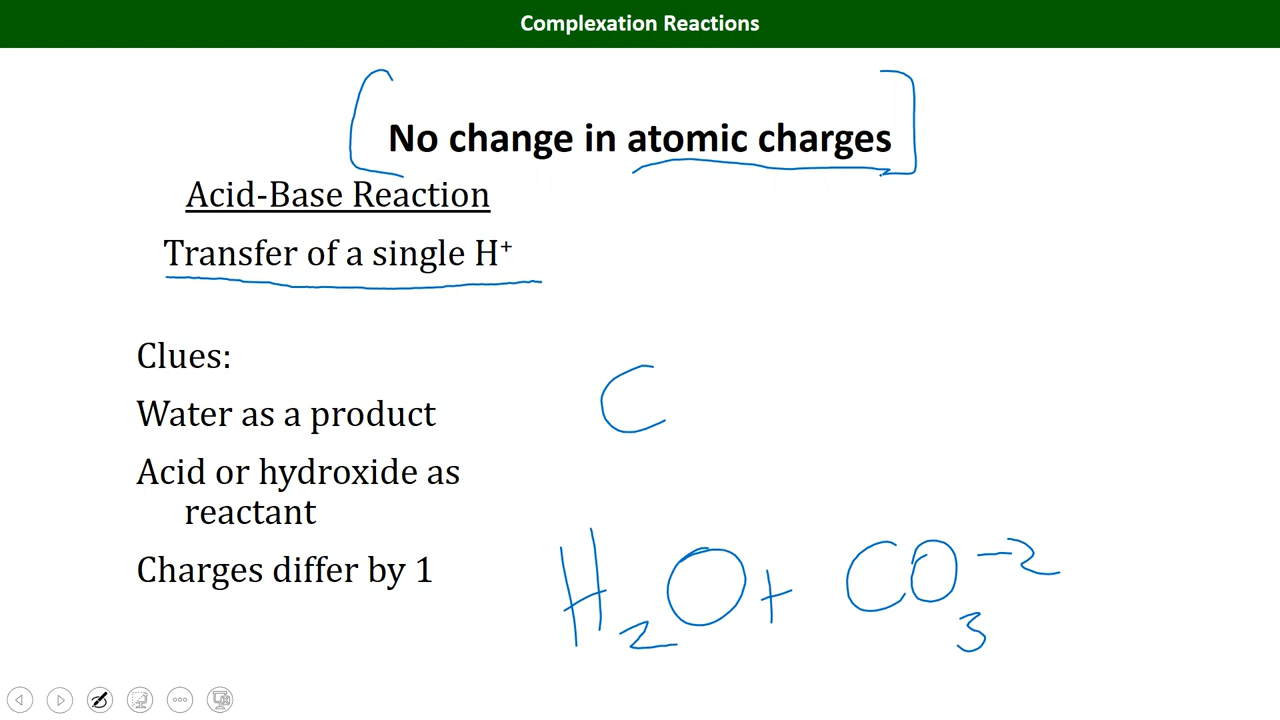 Complexation Reactions
No change in atomic charges
Acid-Base Reaction
Transfer of a single H⁺
Clues:
Water as a product
C
Acid or hydroxide as
reactant
Charges differ by 1
H₂O + CO₃⁻²